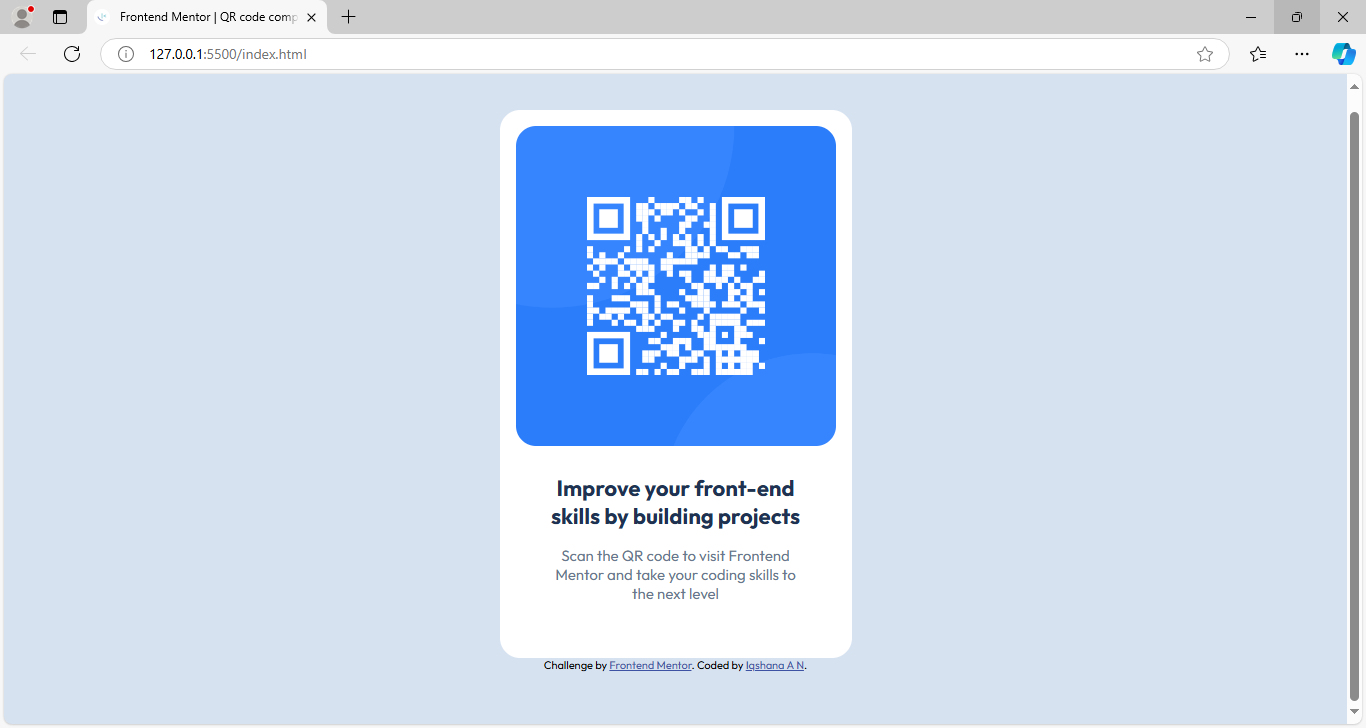 Frontend Mentor | QR code comp
127.0.0.1:5500/index.html
Improve your front-end
skills by building projects
Scan the QR code to visit Frontend
Mentor and take your coding skills to
the next level
Challenge by Frontend Mentor. Coded by Iqshana A N.